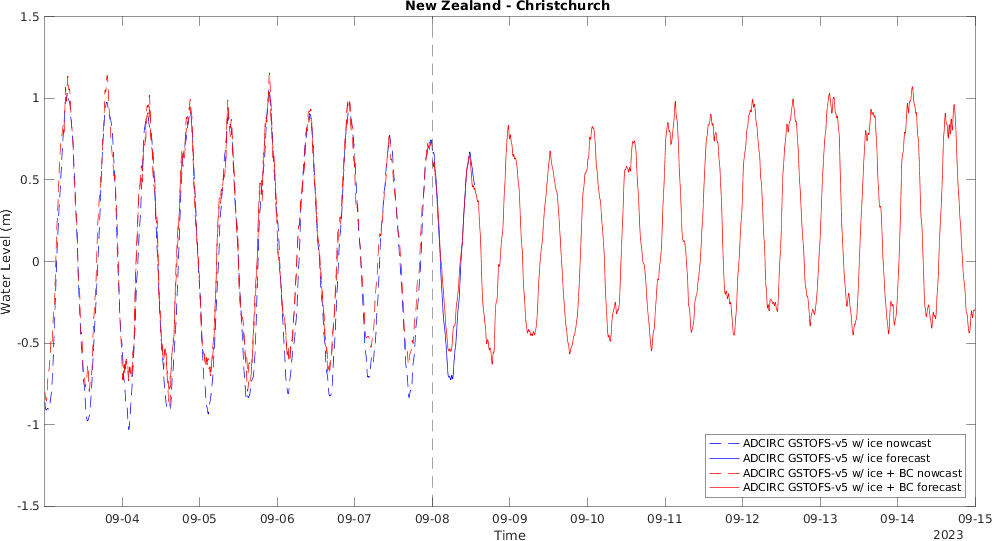 New Zealand - Christchurch
1.5
1
0.5
0
-0.5
-1
-1.5
Water Level (m)
ADCIRC GSTOFS-v5 w/ ice nowcast
ADCIRC GSTOFS-v5 w/ ice forecast
ADCIRC GSTOFS-v5 w/ ice + BC nowcast
ADCIRC GSTOFS-v5 w/ ice + BC forecast
09-04 09-05 09-06 09-07 09-08 09-09 09-10 09-11 09-12 09-13 09-14 09-15
Time
2023